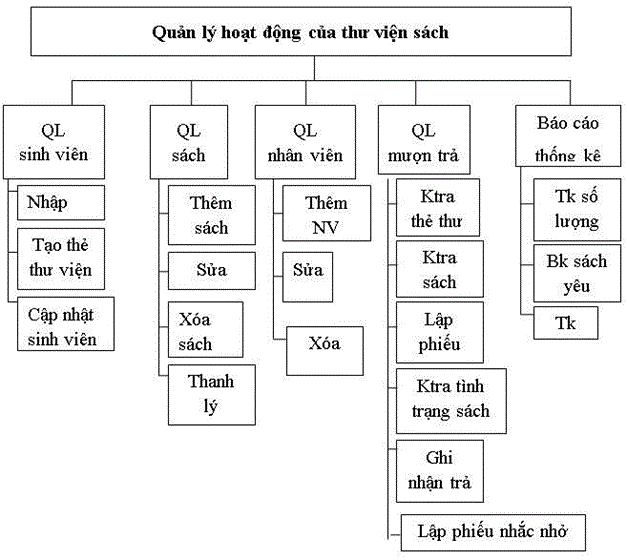 Quản lý hoạt động của thư viện sách
QL
sinh viên
Nhập
Tạo thẻ
thư viện
Cập nhật
sinh viên
QL
sách
Thêm
sách
Sửa
Xóa
sách
Thanh
lý
QL
nhân viên
Thêm
NV
Sửa
Xóa
QL
mượn trả
Ktra
thẻ thư
Ktra
sách
Lập
phiếu
Ktra tình
trạng sách
Ghi
nhận trả
Lập phiếu nhắc nhở
Báo cáo
thống kê
Tk số
lượng
Bk sách
yêu
Tk